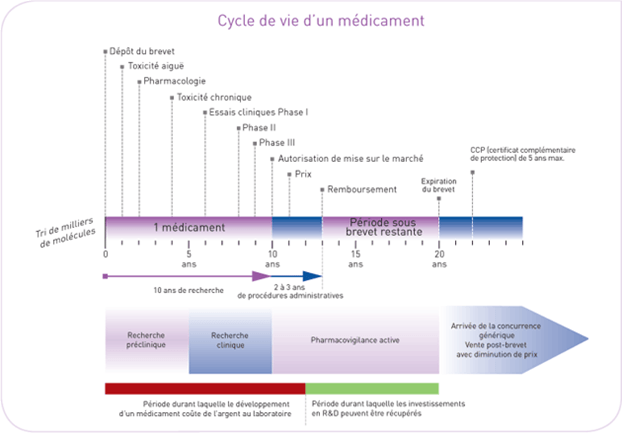 Cycle de vie d'un médicament
Dépôt du brevet
Toxicité aiguë
Pharmacologie
Toxicité chronique
Essais cliniques Phase I
Phase II
Phase III
Autorisation de mise sur le marché
Prix
Remboursement
Expiration
du brevet
CCP (certificat complémentaire
de protection) de 5 ans max.
Tri de milliers
de molécules
1 médicament
Période sous
brevet restante
0
5
ans
10
ans
15
ans
20
ans
10 ans de recherche
2 à 3 ans
de procédures administratives
Recherche
préclinique
Recherche
clinique
Pharmacovigilance active
Arrivée de la concurrence
générique
Vente post-brevet
avec diminution de prix
Période durant laquelle le développement
d'un médicament coûte de l'argent au laboratoire
Période durant laquelle les investissements
en R&D peuvent être récupérés